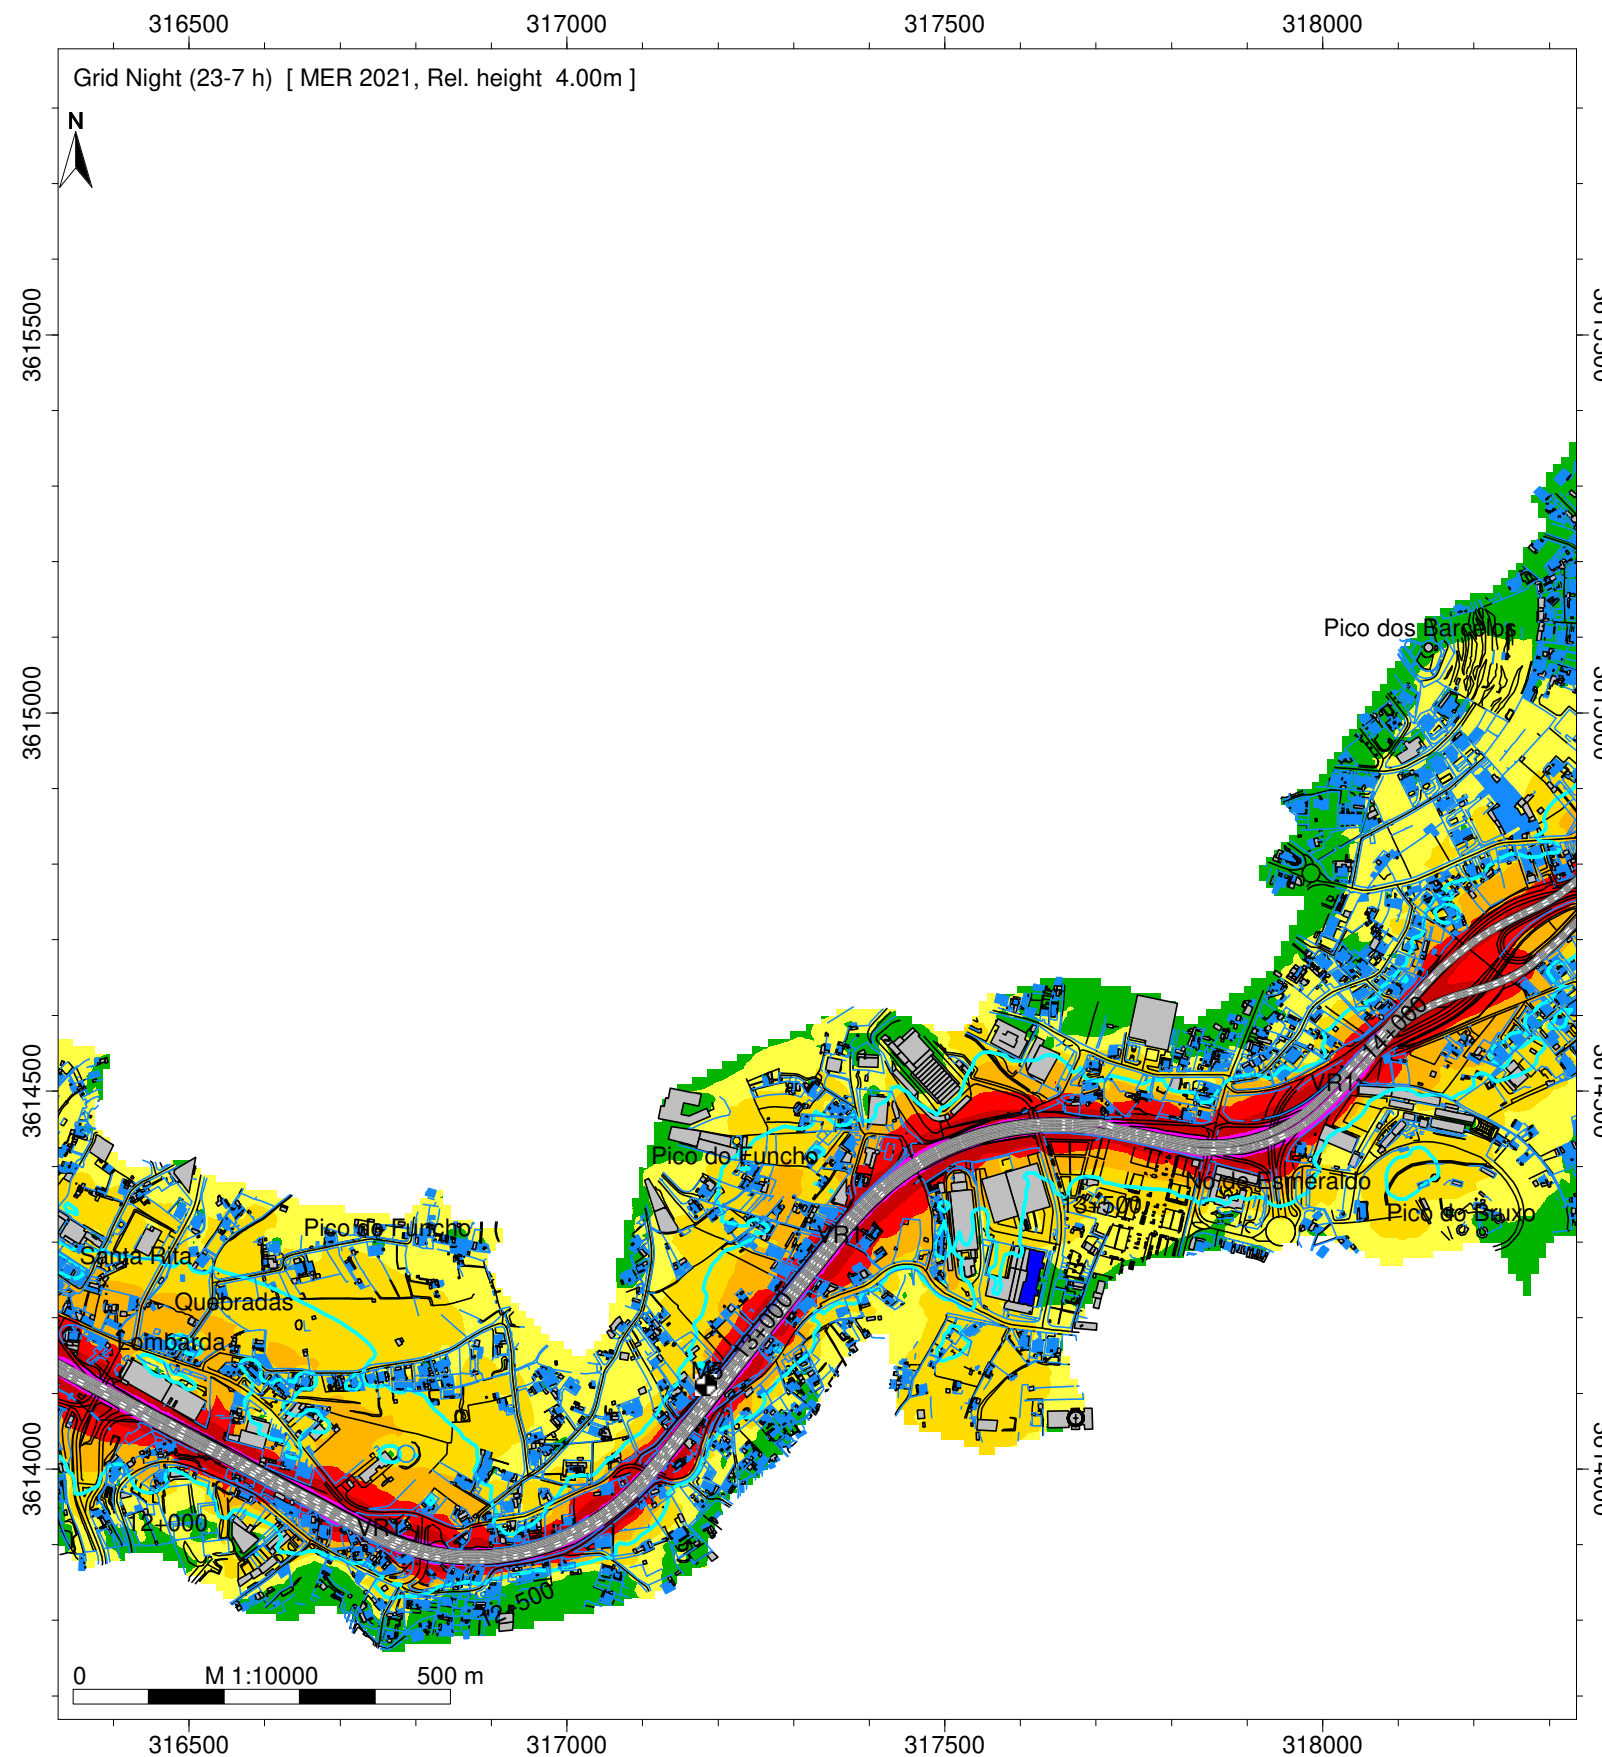 316500 317000 317500 318000
Grid Night (23-7 h) [ MER 2021, Rel. height 4.00m ]
N
3615500
3615000
Pico dos Barcelos
3614500
14+000
VR1
Pico do Funcho
Nó de Esmeraldo
13+500
Pico do Bruxo
Pico do Funcho
VR1
Santa Rita
Quebradas
Lombarda
13+000
M5
3614000
12+000
VR1
12+500
0 M 1:10000 500 m
316500 317000 317500 318000